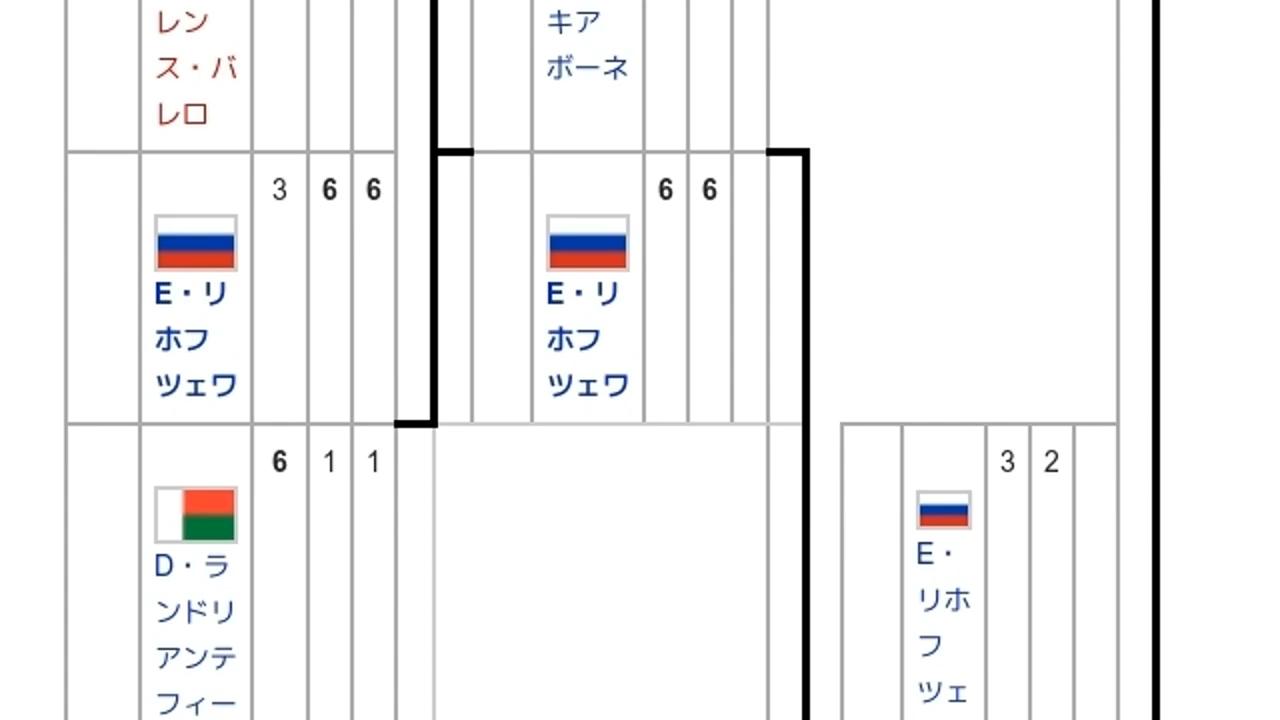 レン
ス・バ
レロ
キア
ボーネ
3 6 6
E・リ
ホフ
ツェワ
6 6
E・リ
ホフ
ツェワ
6 1 1
D・ラ
ンドリ
アンテ
フィー
3 2
E・
リホ
フ
ツェ